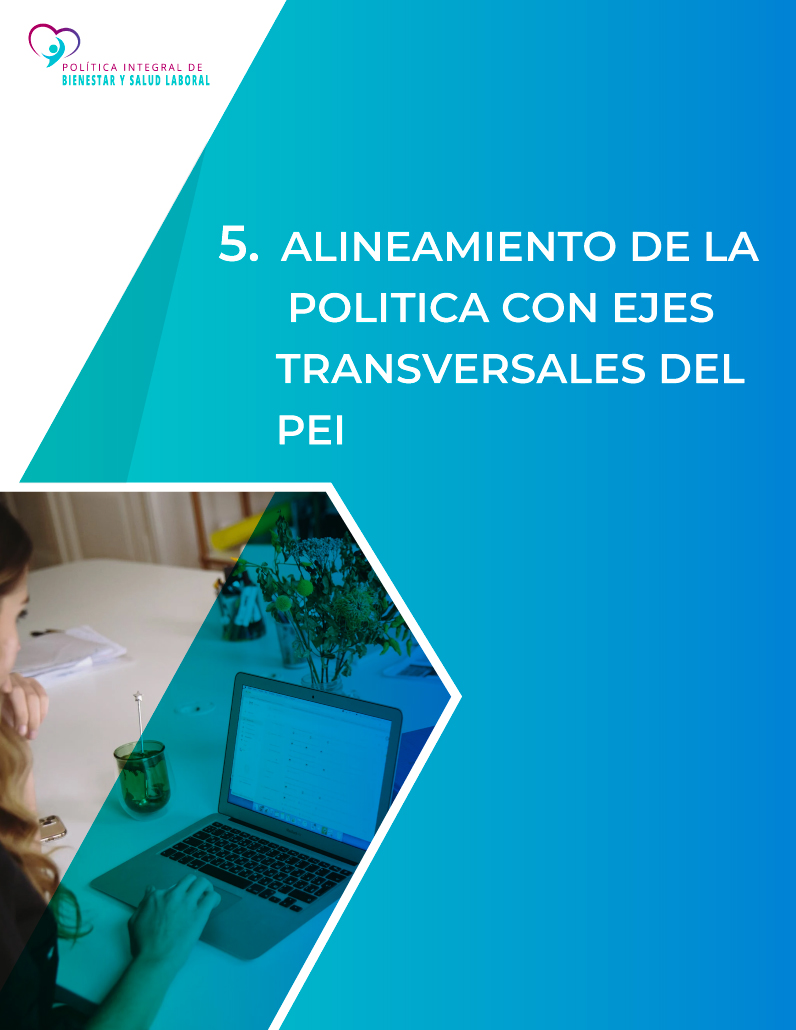 POLÍTICA INTEGRAL DE
BIENESTAR Y SALUD LABORAL
5. ALINEAMIENTO DE LA
POLITICA CON EJES
TRANSVERSALES DEL
PEI